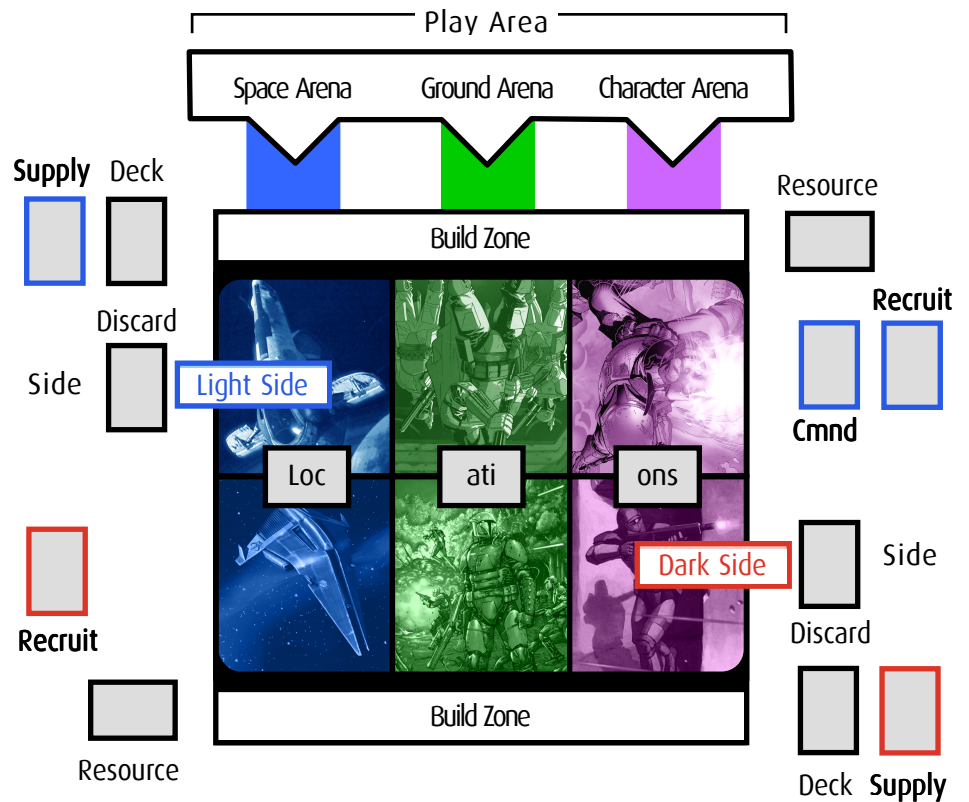 Play Area
Space Arena
Ground Arena
Character Arena
Supply
Deck
Resource
Build Zone
Recruit
Discard
Side
Light Side
Cmnd
Loc
ati
ons
Dark Side
Side
Recruit
Discard
Resource
Build Zone
Deck
Supply